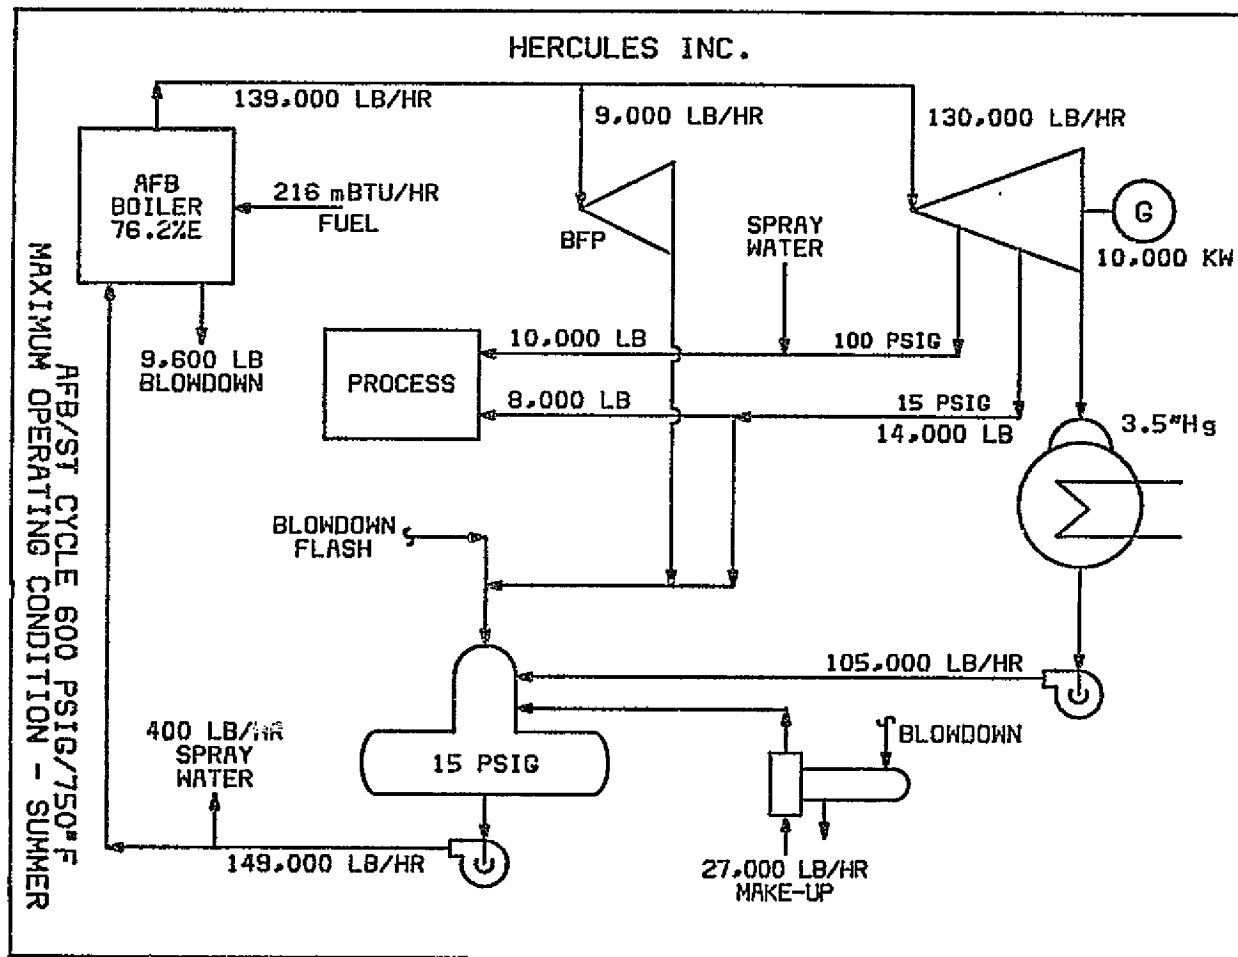 HERCULES INC.
139,000 LB/HR
9,000 LB/HR
130,000 LB/HR
AFB
BOILER
76.2%E
216 mBTU/HR
FUEL
BFP
SPRAY
WATER
G
10,000 KW
9,600 LB
BLOWDOWN
PROCESS
10,000 LB
100 PSIG
8,000 LB
15 PSIG
14,000 LB
3.5"Hg
BLOWDOWN
FLASH
105,000 LB/HR
400 LB/HR
SPRAY
WATER
15 PSIG
BLOWDOWN
149,000 LB/HR
27,000 LB/HR
MAKE-UP
AFB/ST CYCLE 600 PSIG/750°F
MAXIMUM OPERATING CONDITION - SUMMER